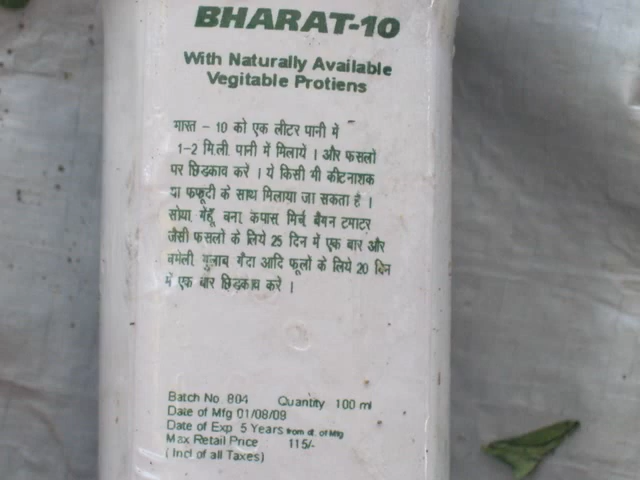 BHARAT-10
With Naturally Available
Vegitable Protiens
भारत - 10 को एक लीटर पानी में
1-2 मि.ली. पानी में मिलायें । और फसलों
पर छिड़काव करें । ये किसी भी कीटनाशक
या फफूदी के साथ मिलाया जा सकता है ।
सोया, गेंहू, चना, कपास, मिर्च, बैगन, टमाटर
जैसी फसलों के लिये 25 दिन में एक बार और
चमेली, गुलाब, गेंदा आदि फूलों के लिये 20 दिन
में एक बार छिड़काव करें ।
Batch No 804 Quantity 100 ml
Date of Mfg 01/08/09
Date of Exp 5 Years from dt. of Mfg
Max Retail Price 115/-
( Incl of all Taxes)